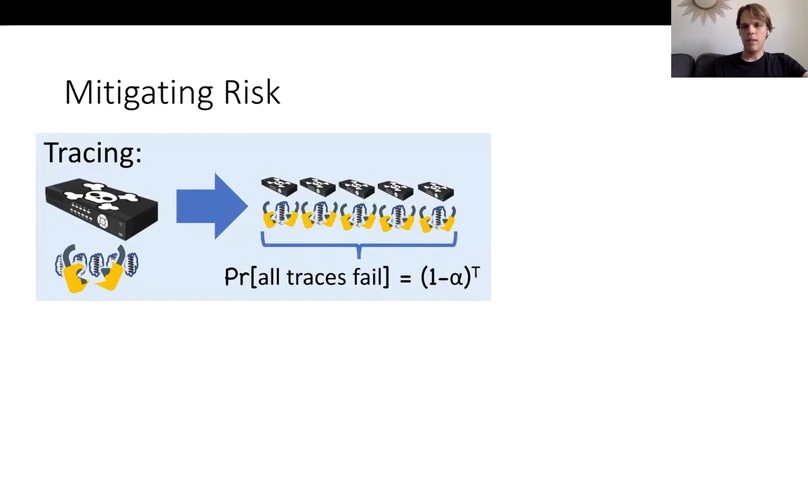 Mitigating Risk
Tracing:
Pr[all traces fail] = (1-α)ᵀ